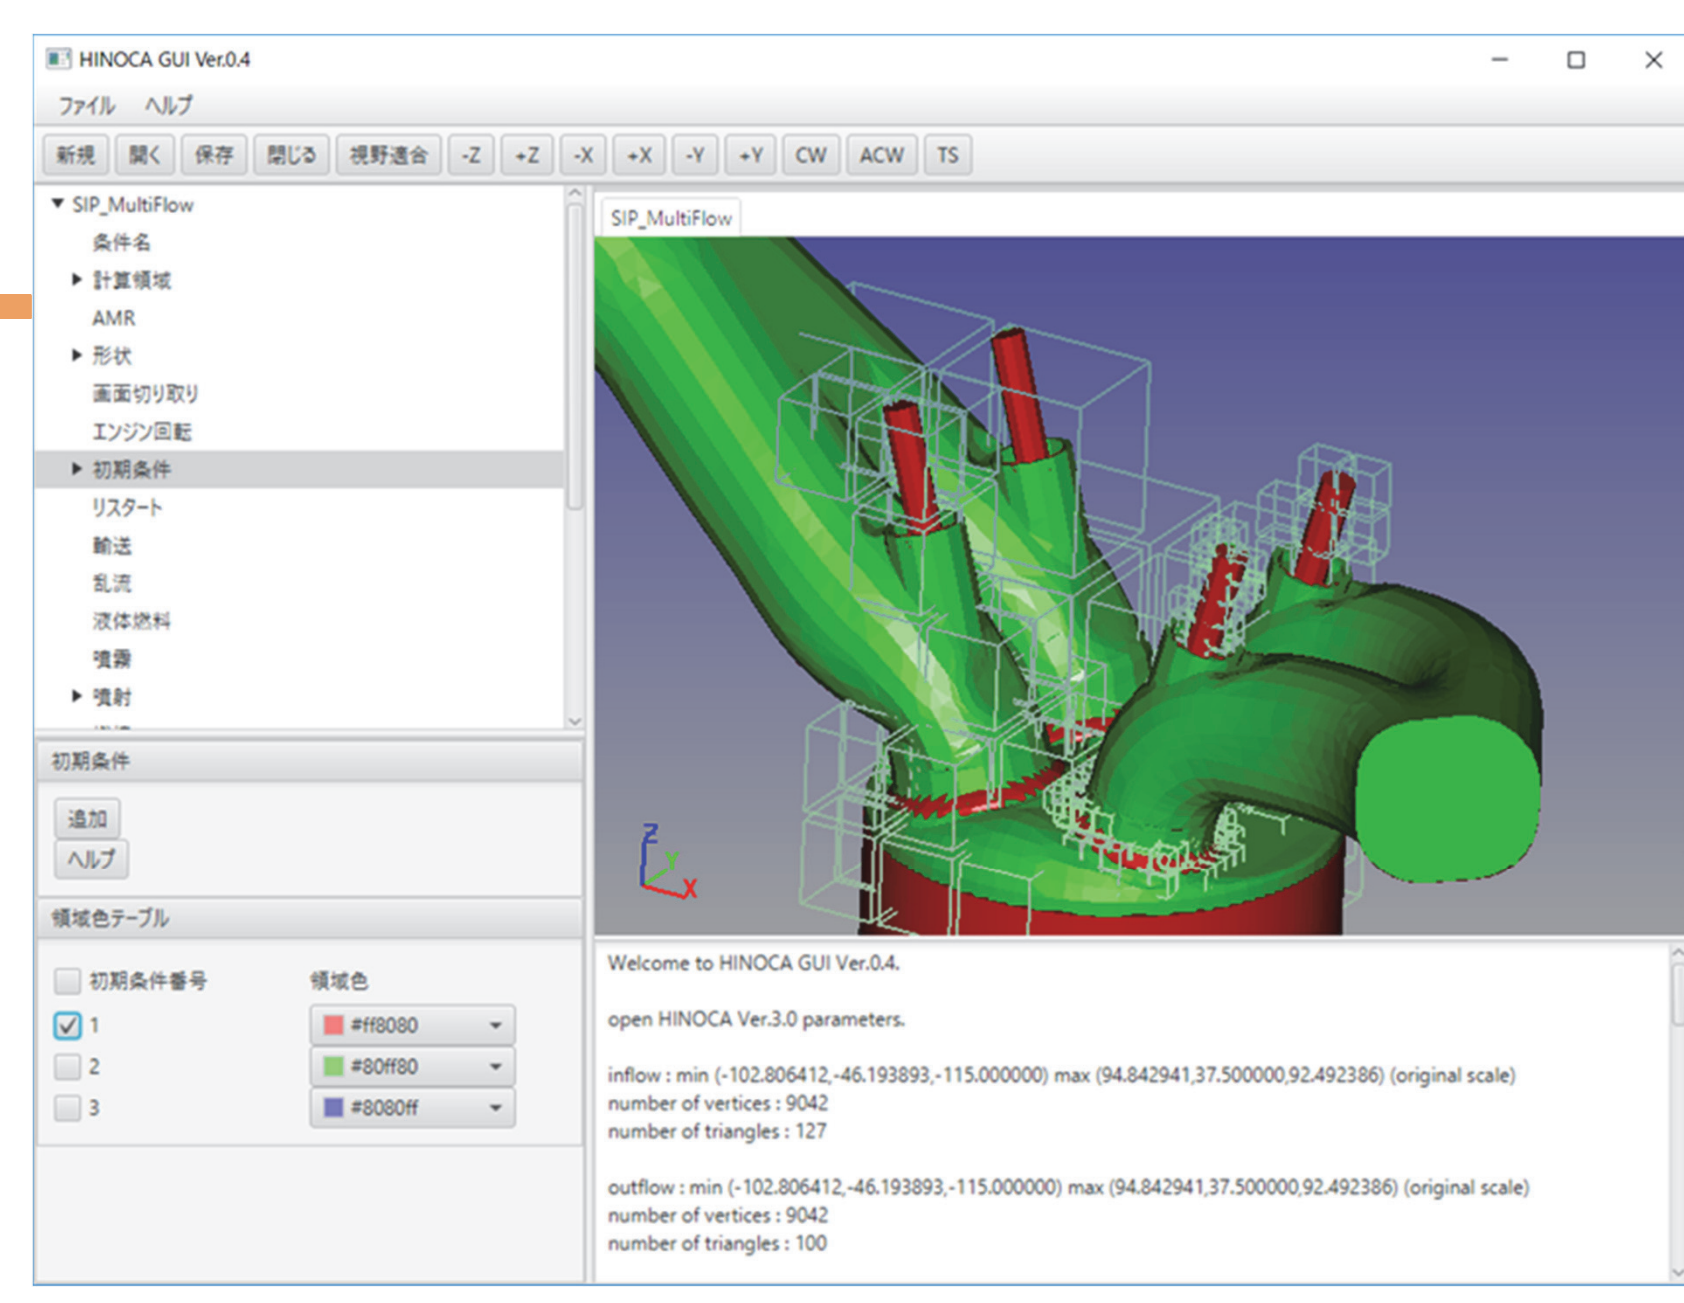 HINOCA GUI Ver.0.4
ファイル ヘルプ
新規 開く 保存 閉じる 視野適合 -Z +Z -X +X -Y +Y CW ACW TS
SIP_MultiFlow
条件名
計算領域
AMR
形状
画面切り取り
エンジン回転
初期条件
リスタート
輸送
乱流
液体燃料
噴霧
噴射
初期条件
追加
ヘルプ
領域色テーブル
初期条件番号 領域色
1 #ff8080
2 #80ff80
3 #8080ff
SIP_MultiFlow
Z
Y
X
Welcome to HINOCA GUI Ver.0.4.
open HINOCA Ver.3.0 parameters.
inflow : min (-102.806412,-46.193893,-115.000000) max (94.842941,37.500000,92.492386) (original scale)
number of vertices : 9042
number of triangles : 127
outflow : min (-102.806412,-46.193893,-115.000000) max (94.842941,37.500000,92.492386) (original scale)
number of vertices : 9042
number of triangles : 100